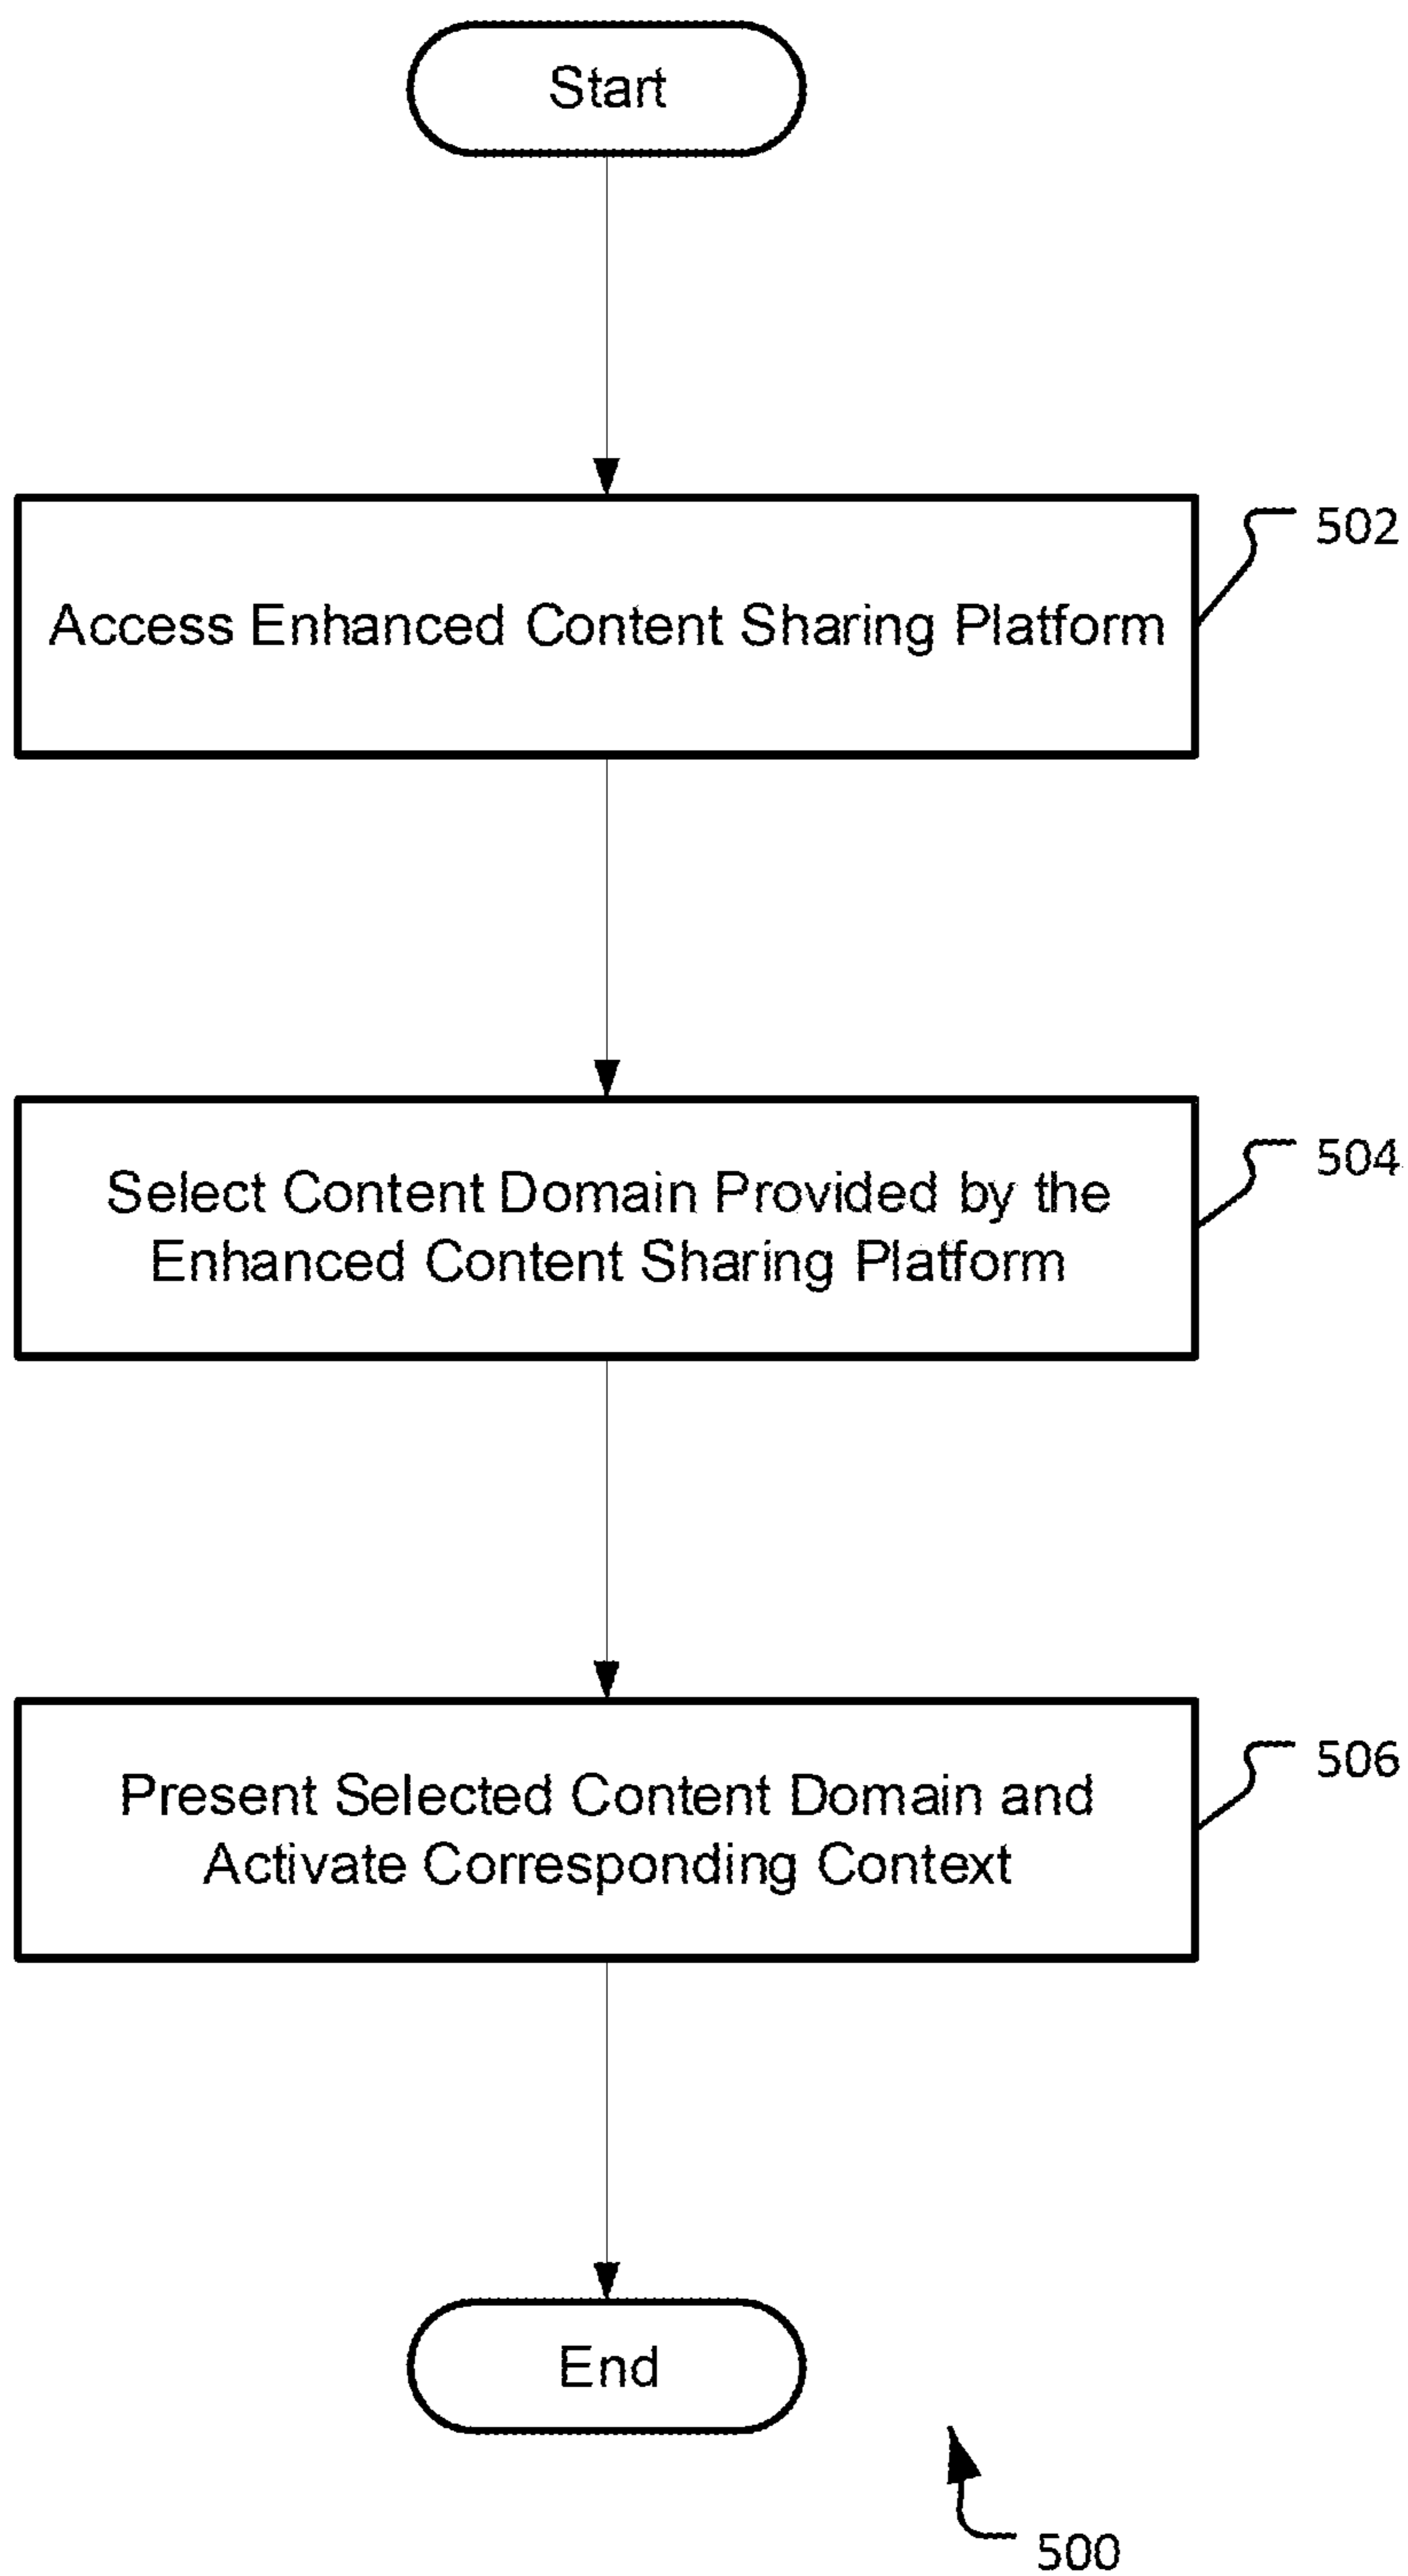 Start
502
Access Enhanced Content Sharing Platform
504
Select Content Domain Provided by the
Enhanced Content Sharing Platform
506
Present Selected Content Domain and
Activate Corresponding Context
End
500